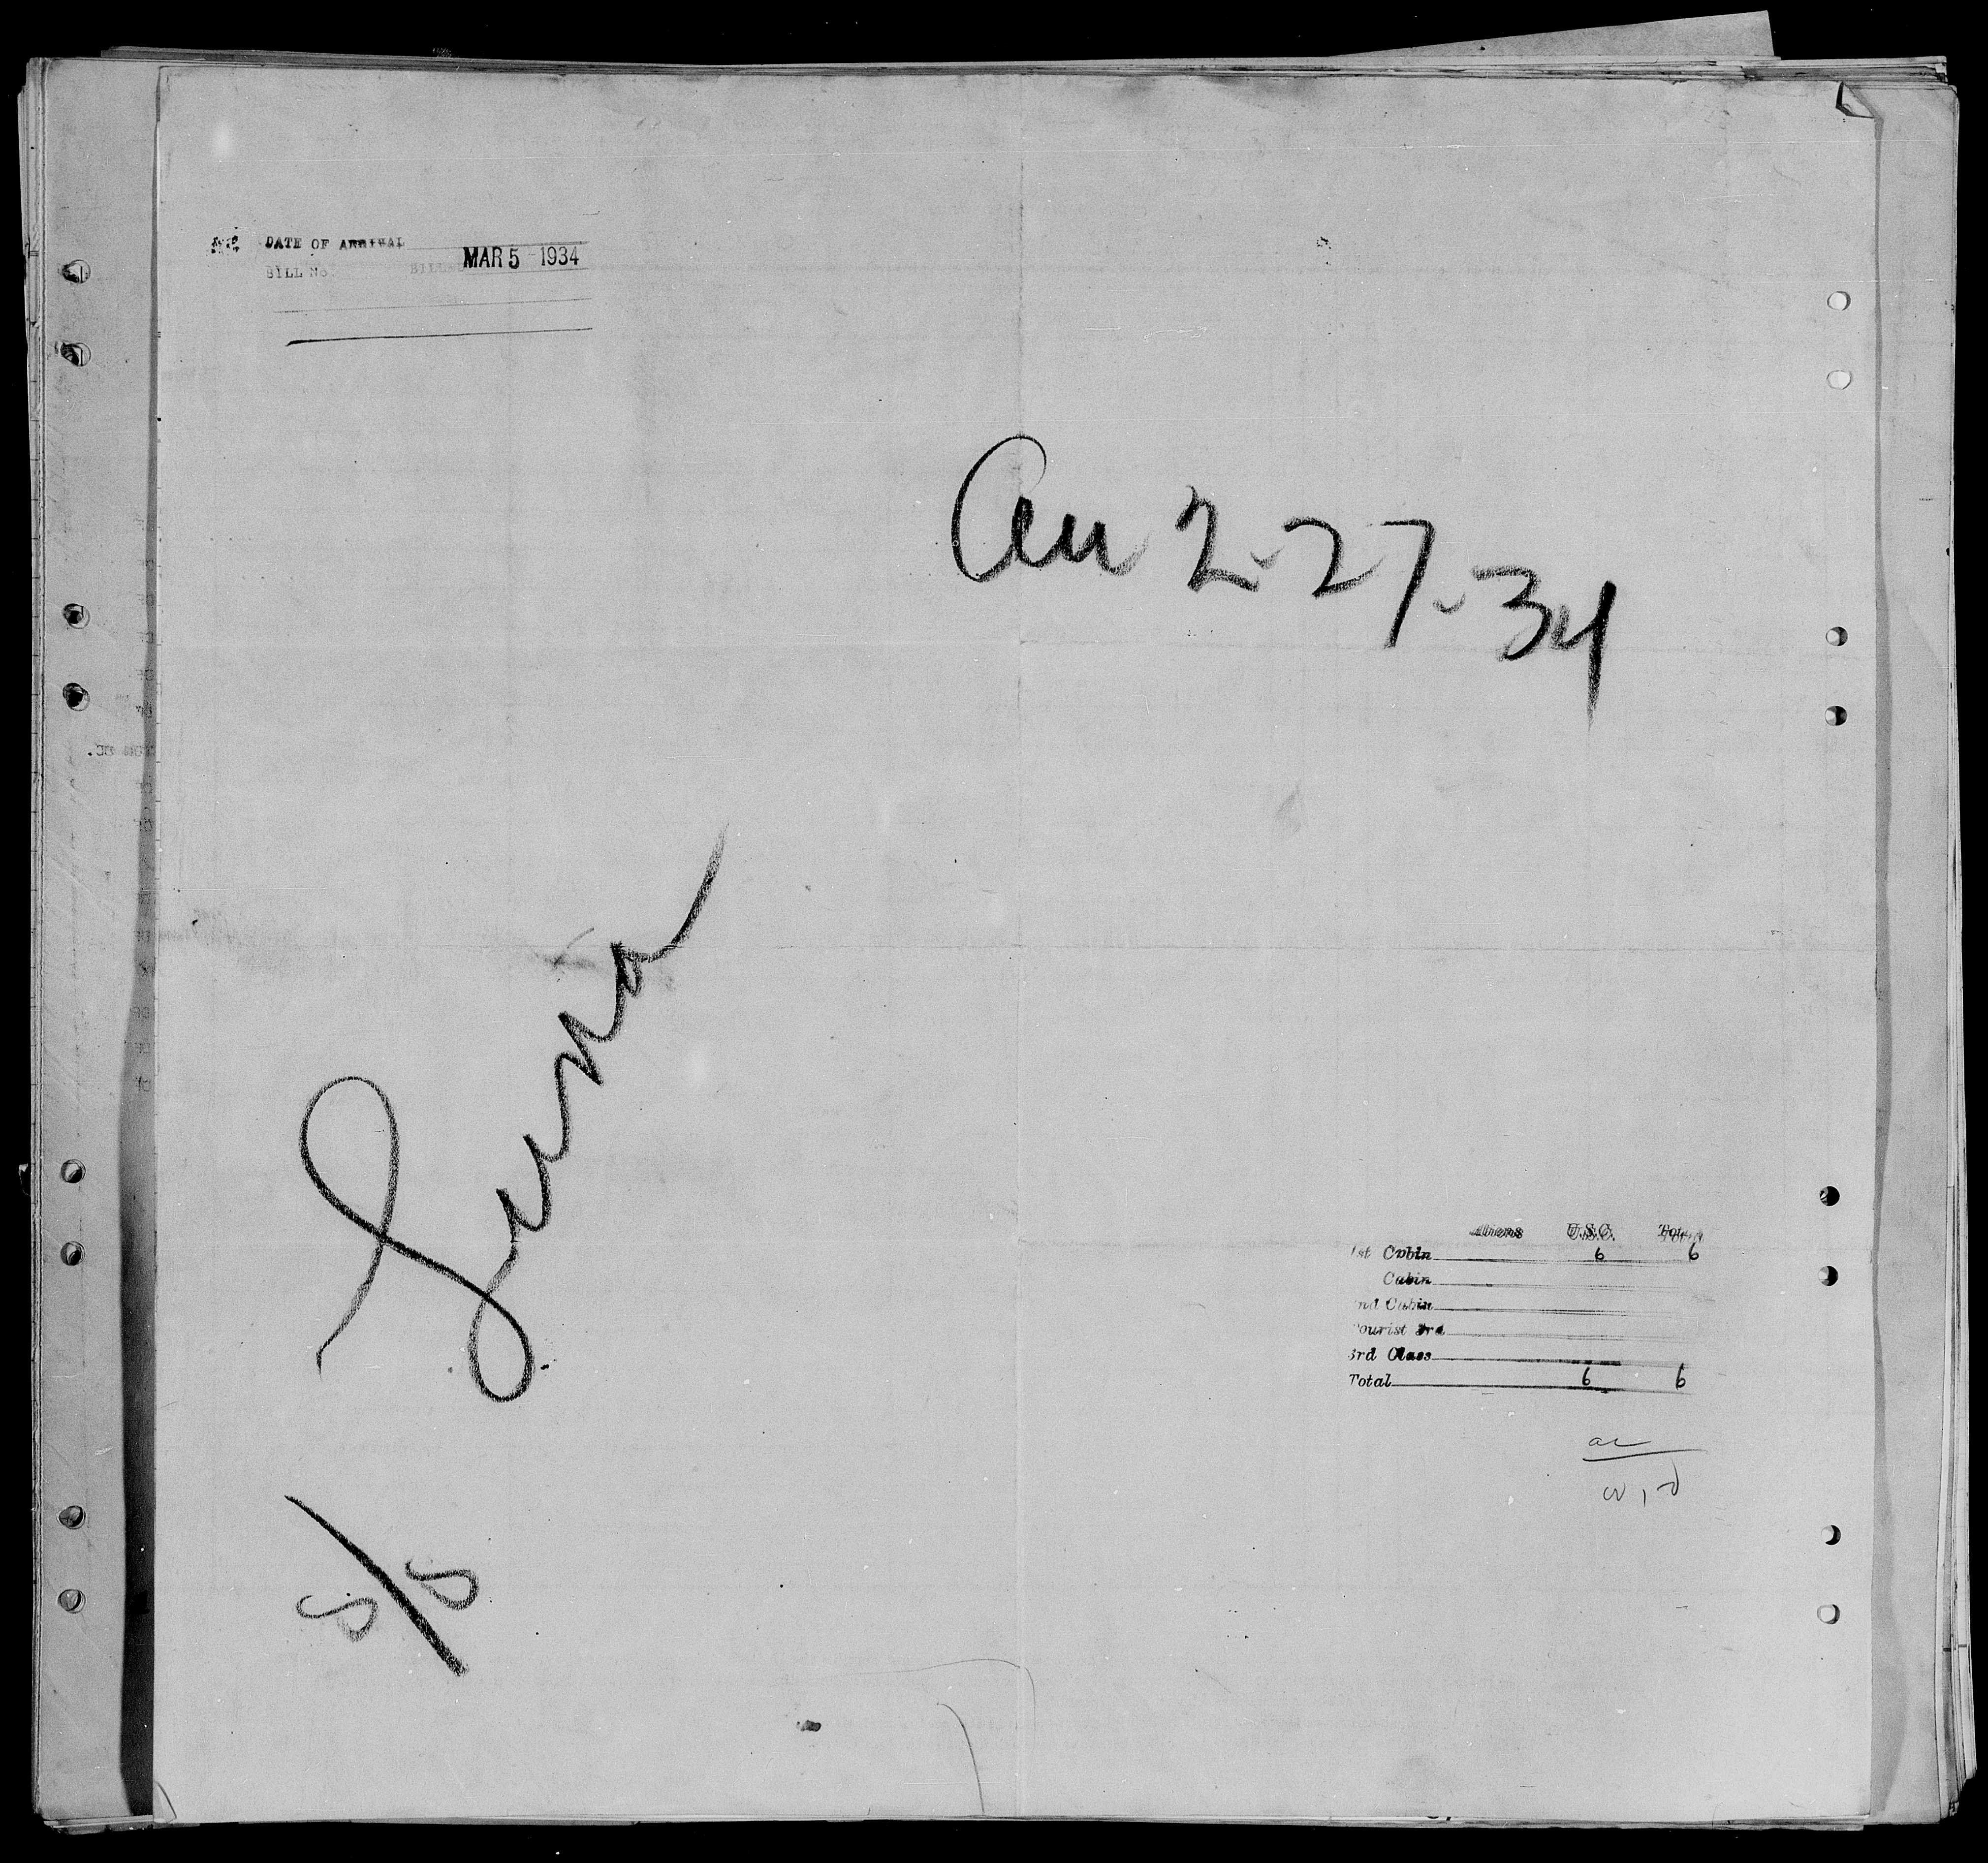 DATE OF ARRIVAL
BILL NO. MAR 5 1934
Arr 2-27-34
S/S
Aliens U.S.C. Total
1st Cabin 6 6
Cabin
2nd Cabin
Tourist 3rd
3rd Class
Total 6 6